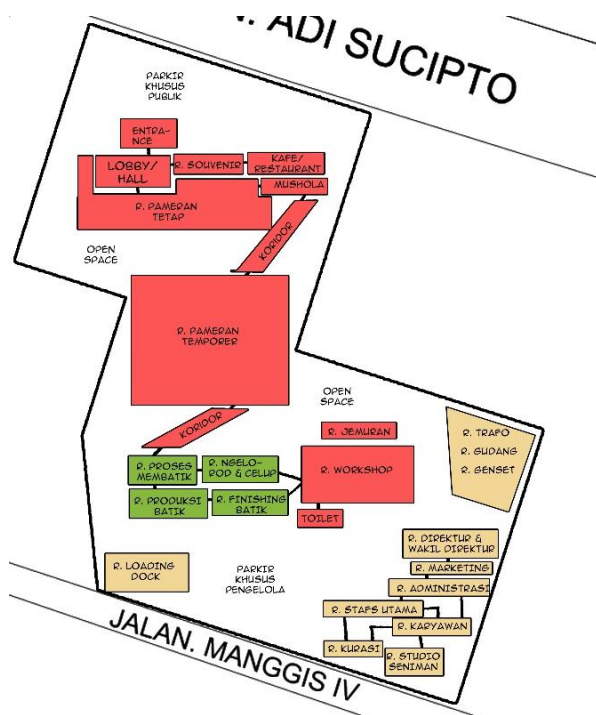 ADI SUCIPTO
PARKIR
KHUSUS
PUBLIK
ENTRA-
NCE
LOBBY/
HALL
R. SOUVENIR
KAFE/
RESTAURANT
MUSHOLA
R. PAMERAN
TETAP
KORIDOR
OPEN
SPACE
R. PAMERAN
TEMPORER
OPEN
SPACE
KORIDOR
R. JEMURAN
R. TRAFO
R. GUDANG
R. GENSET
R. PROSES
MEMBATIK
R. NGELO-
ROD & CELUP
R. WORKSHOP
R. PRODUKSI
BATIK
R. FINISHING
BATIK
TOILET
R. DIREKTUR &
WAKIL DIREKTUR
R. MARKETING
R. ADMINISTRASI
R. LOADING
DOCK
PARKIR
KHUSUS
PENGELOLA
R. STAFS UTAMA
R. KARYAWAN
R. KURASI
R. STUDIO
SENIMAN
JALAN. MANGGIS IV